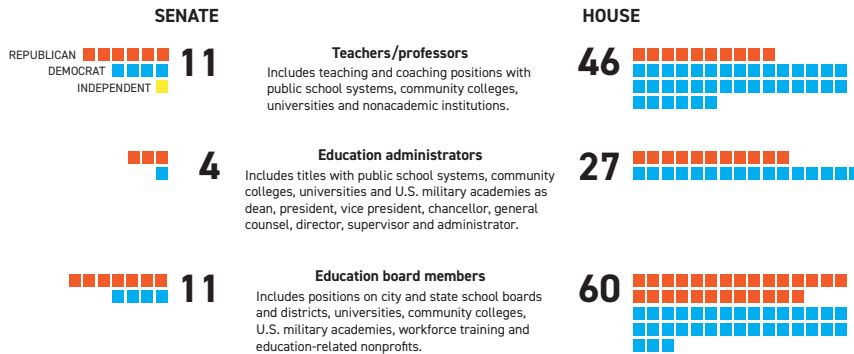 SENATE
HOUSE
REPUBLICAN
DEMOCRAT
INDEPENDENT
11
Teachers/professors
Includes teaching and coaching positions with
public school systems, community colleges,
universities and nonacademic institutions.
46
4
Education administrators
Includes titles with public school systems, community
colleges, universities and U.S. military academies as
dean, president, vice president, chancellor, general
counsel, director, supervisor and administrator.
27
11
Education board members
Includes positions on city and state school boards
and districts, universities, community colleges,
U.S. military academies, workforce training and
education-related nonprofits.
60